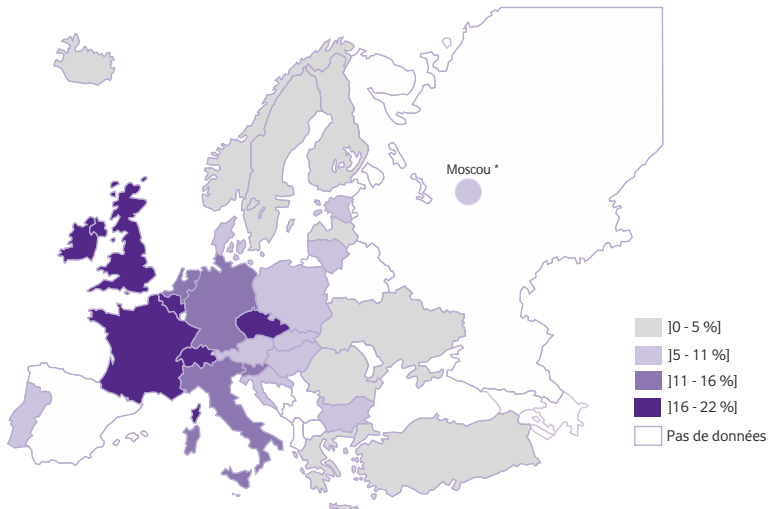 Moscou *
]0 - 5 %]
]5 - 11 %]
]11 - 16 %]
]16 - 22 %]
Pas de données